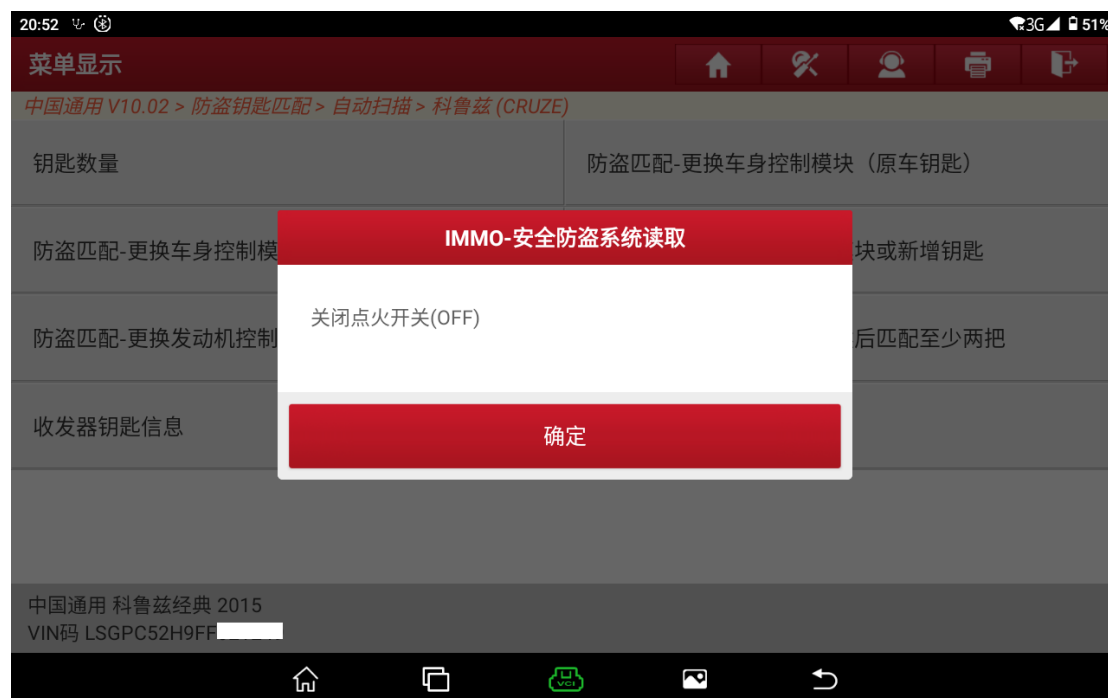 20:52 3G 51%
菜单显示
中国通用 V10.02 > 防盗钥匙匹配 > 自动扫描 > 科鲁兹 (CRUZE)
钥匙数量
防盗匹配-更换车身控制模块（原车钥匙）
防盗匹配-更换车身控制模
块或新增钥匙
IMMO-安全防盗系统读取
关闭点火开关(OFF)
防盗匹配-更换发动机控制
后匹配至少两把
收发器钥匙信息
确定
中国通用 科鲁兹经典 2015
VIN码 LSGPC52H9FF
VCI